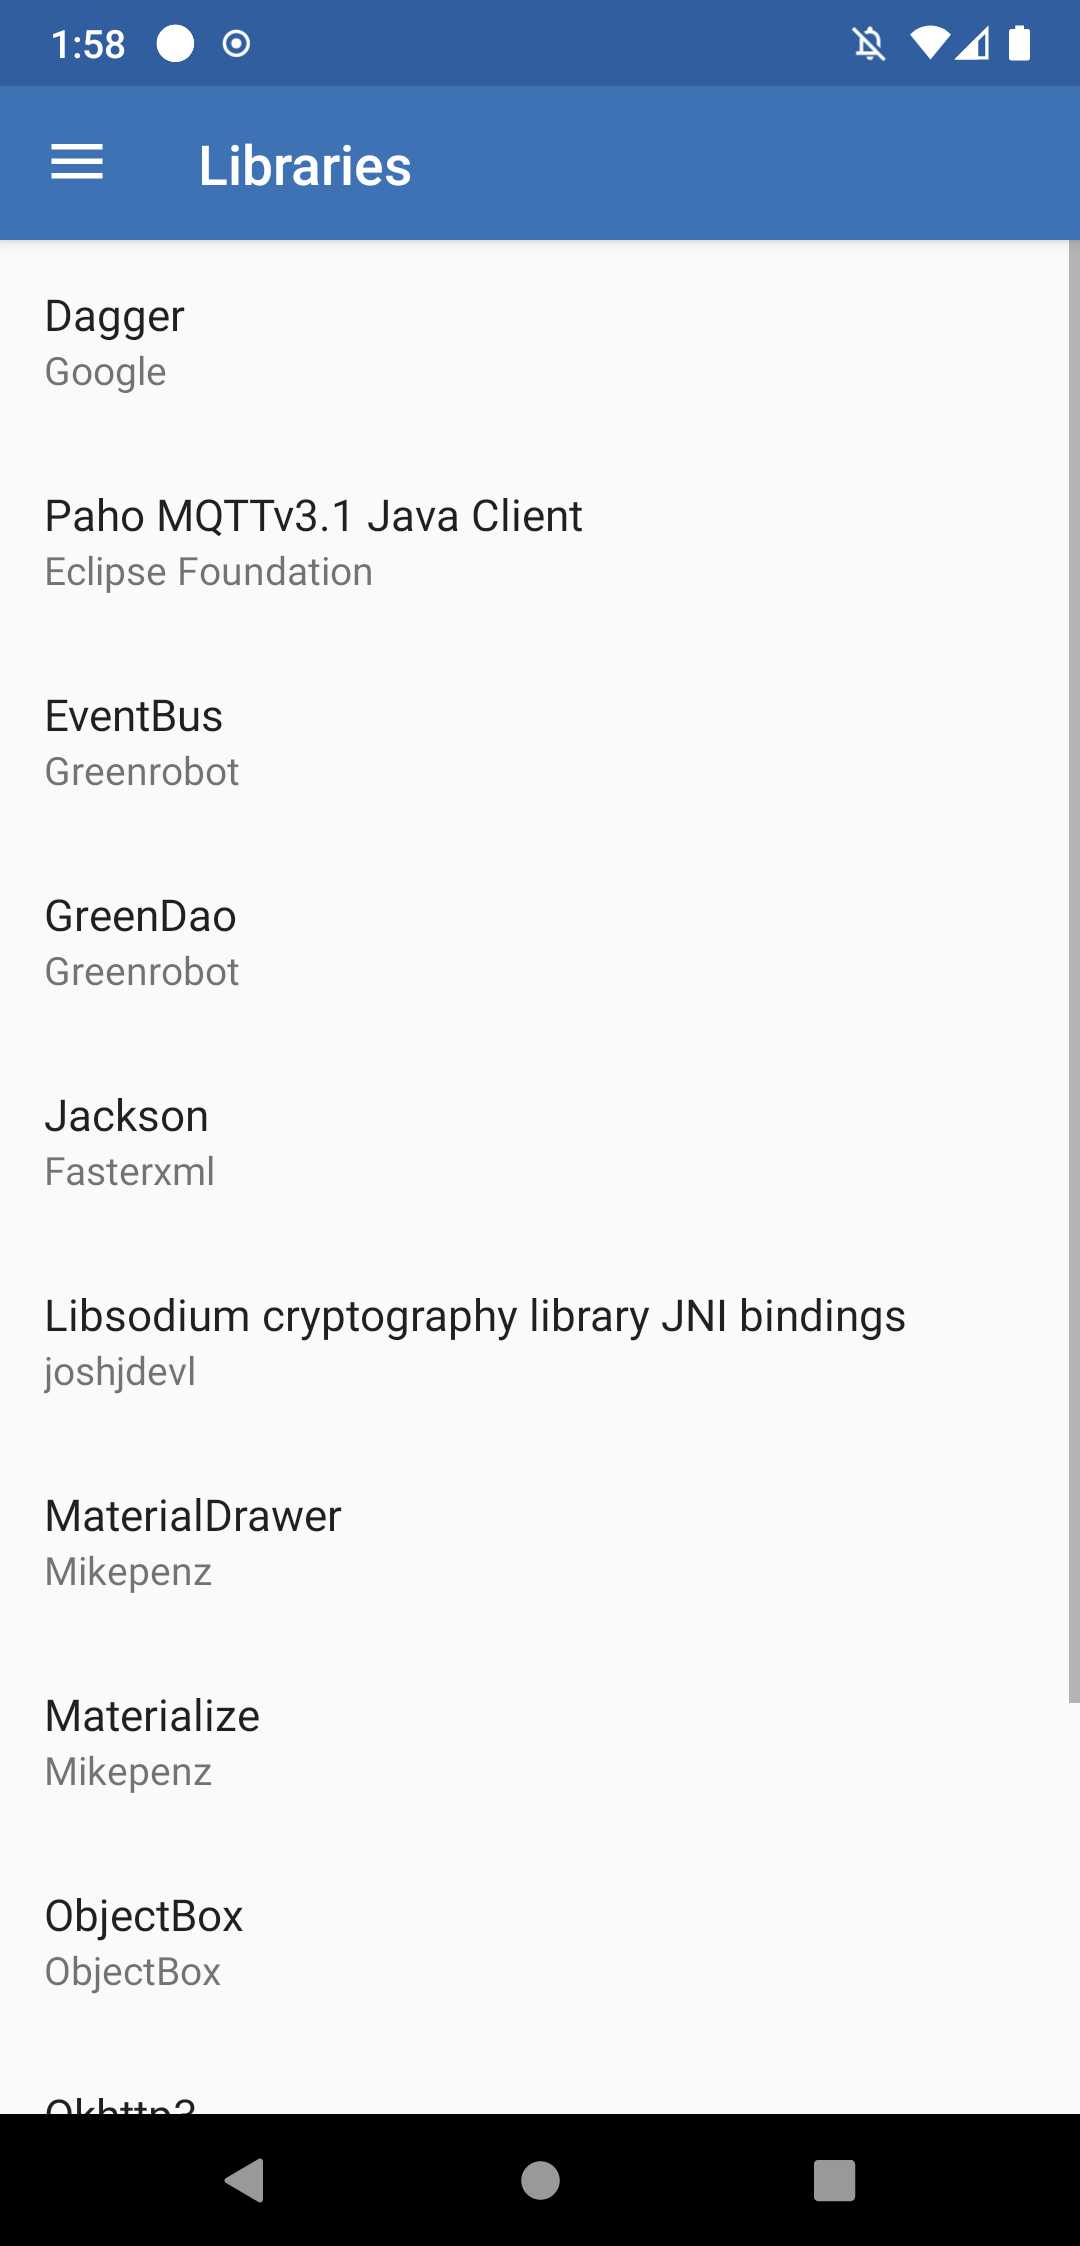 1:58
Libraries
Dagger
Google
Paho MQTTv3.1 Java Client
Eclipse Foundation
EventBus
Greenrobot
GreenDao
Greenrobot
Jackson
Fasterxml
Libsodium cryptography library JNI bindings
joshjdevl
MaterialDrawer
Mikepenz
Materialize
Mikepenz
ObjectBox
ObjectBox
Okhttp3